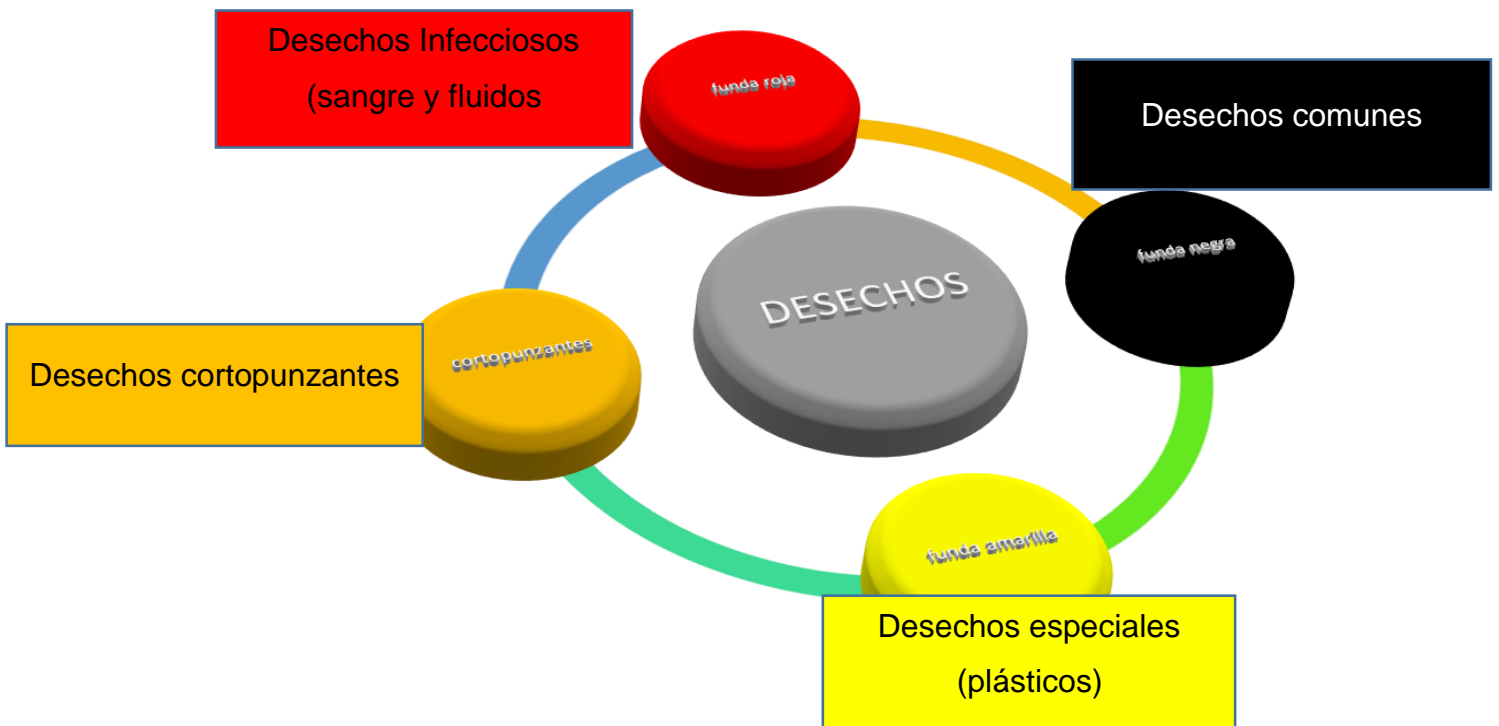 Desechos Infecciosos
(sangre y fluidos
funda roja
Desechos comunes
funda negra
DESECHOS
cortopunzantes
Desechos cortopunzantes
funda amarilla
Desechos especiales
(plásticos)